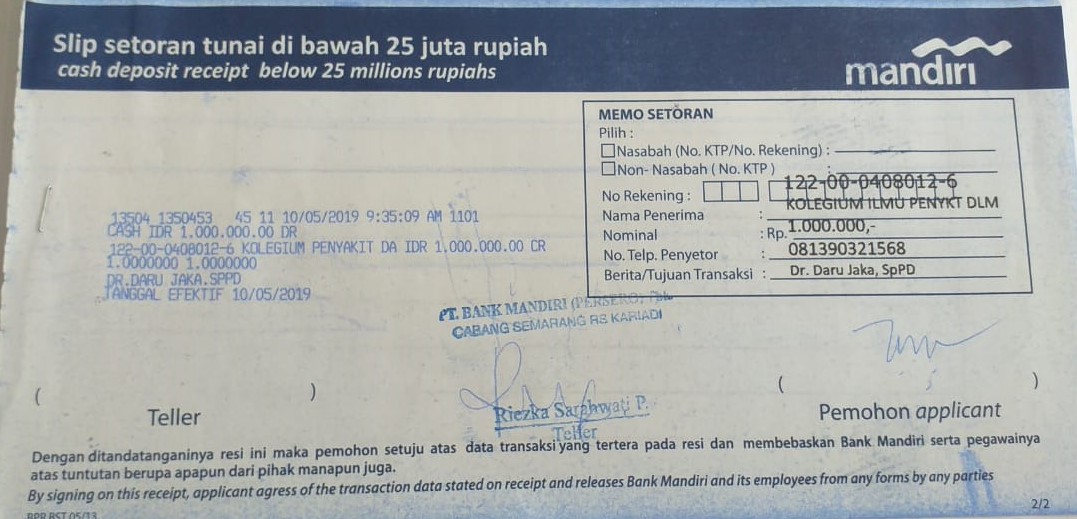 Slip setoran tunai di bawah 25 juta rupiah
cash deposit receipt below 25 millions rupiahs
mandiri
MEMO SETORAN
Pilih :
Nasabah (No. KTP/No. Rekening) :
Non- Nasabah ( No. KTP ) :
No Rekening : 122-00-0408012-6
Nama Penerima : KOLEGIUM ILMU PENYKT DLM
Nominal : Rp. 1.000.000,-
No. Telp. Penyetor : 081390321568
Berita/Tujuan Transaksi : Dr. Daru Jaka, SpPD
13504 1350453 45 11 10/05/2019 9:35:09 AM 1101
CASH IDR 1.000.000.00 DR
122-00-0408012-6 KOLEGIUM PENYAKIT DA IDR 1,000.000.00 CR
1.0000000 1.0000000
DR.DARU JAKA.SPPD
TANGGAL EFEKTIF 10/05/2019
PT. BANK MANDIRI (PERSERO) Tbk
CABANG SEMARANG RS KARIADI
( )
Teller
Riezka Sarahwati P.
Teller
( )
Pemohon applicant
Dengan ditandatanganinya resi ini maka pemohon setuju atas data transaksi yang tertera pada resi dan membebaskan Bank Mandiri serta pegawainya
atas tuntutan berupa apapun dari pihak manapun juga.
By signing on this receipt, applicant agress of the transaction data stated on receipt and releases Bank Mandiri and its employees from any forms by any parties
RPR RST 05/13
2/2